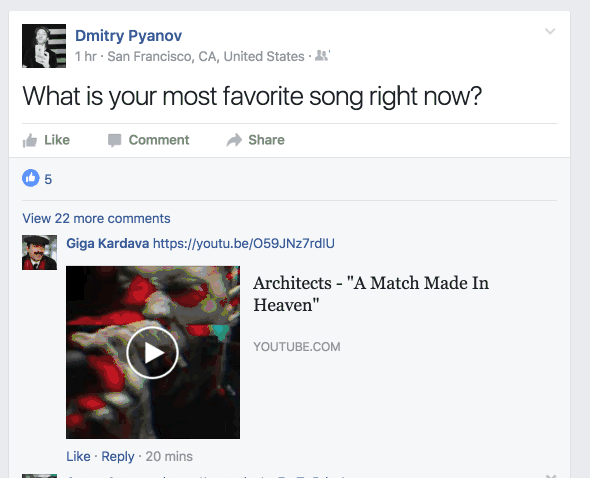 Dmitry Pyanov
1 hr · San Francisco, CA, United States ·
What is your most favorite song right now?
Like Comment Share
5
View 22 more comments
Giga Kardava https://youtu.be/O59JNz7rdlU
Architects - "A Match Made In
Heaven"
YOUTUBE.COM
Like · Reply · 20 mins